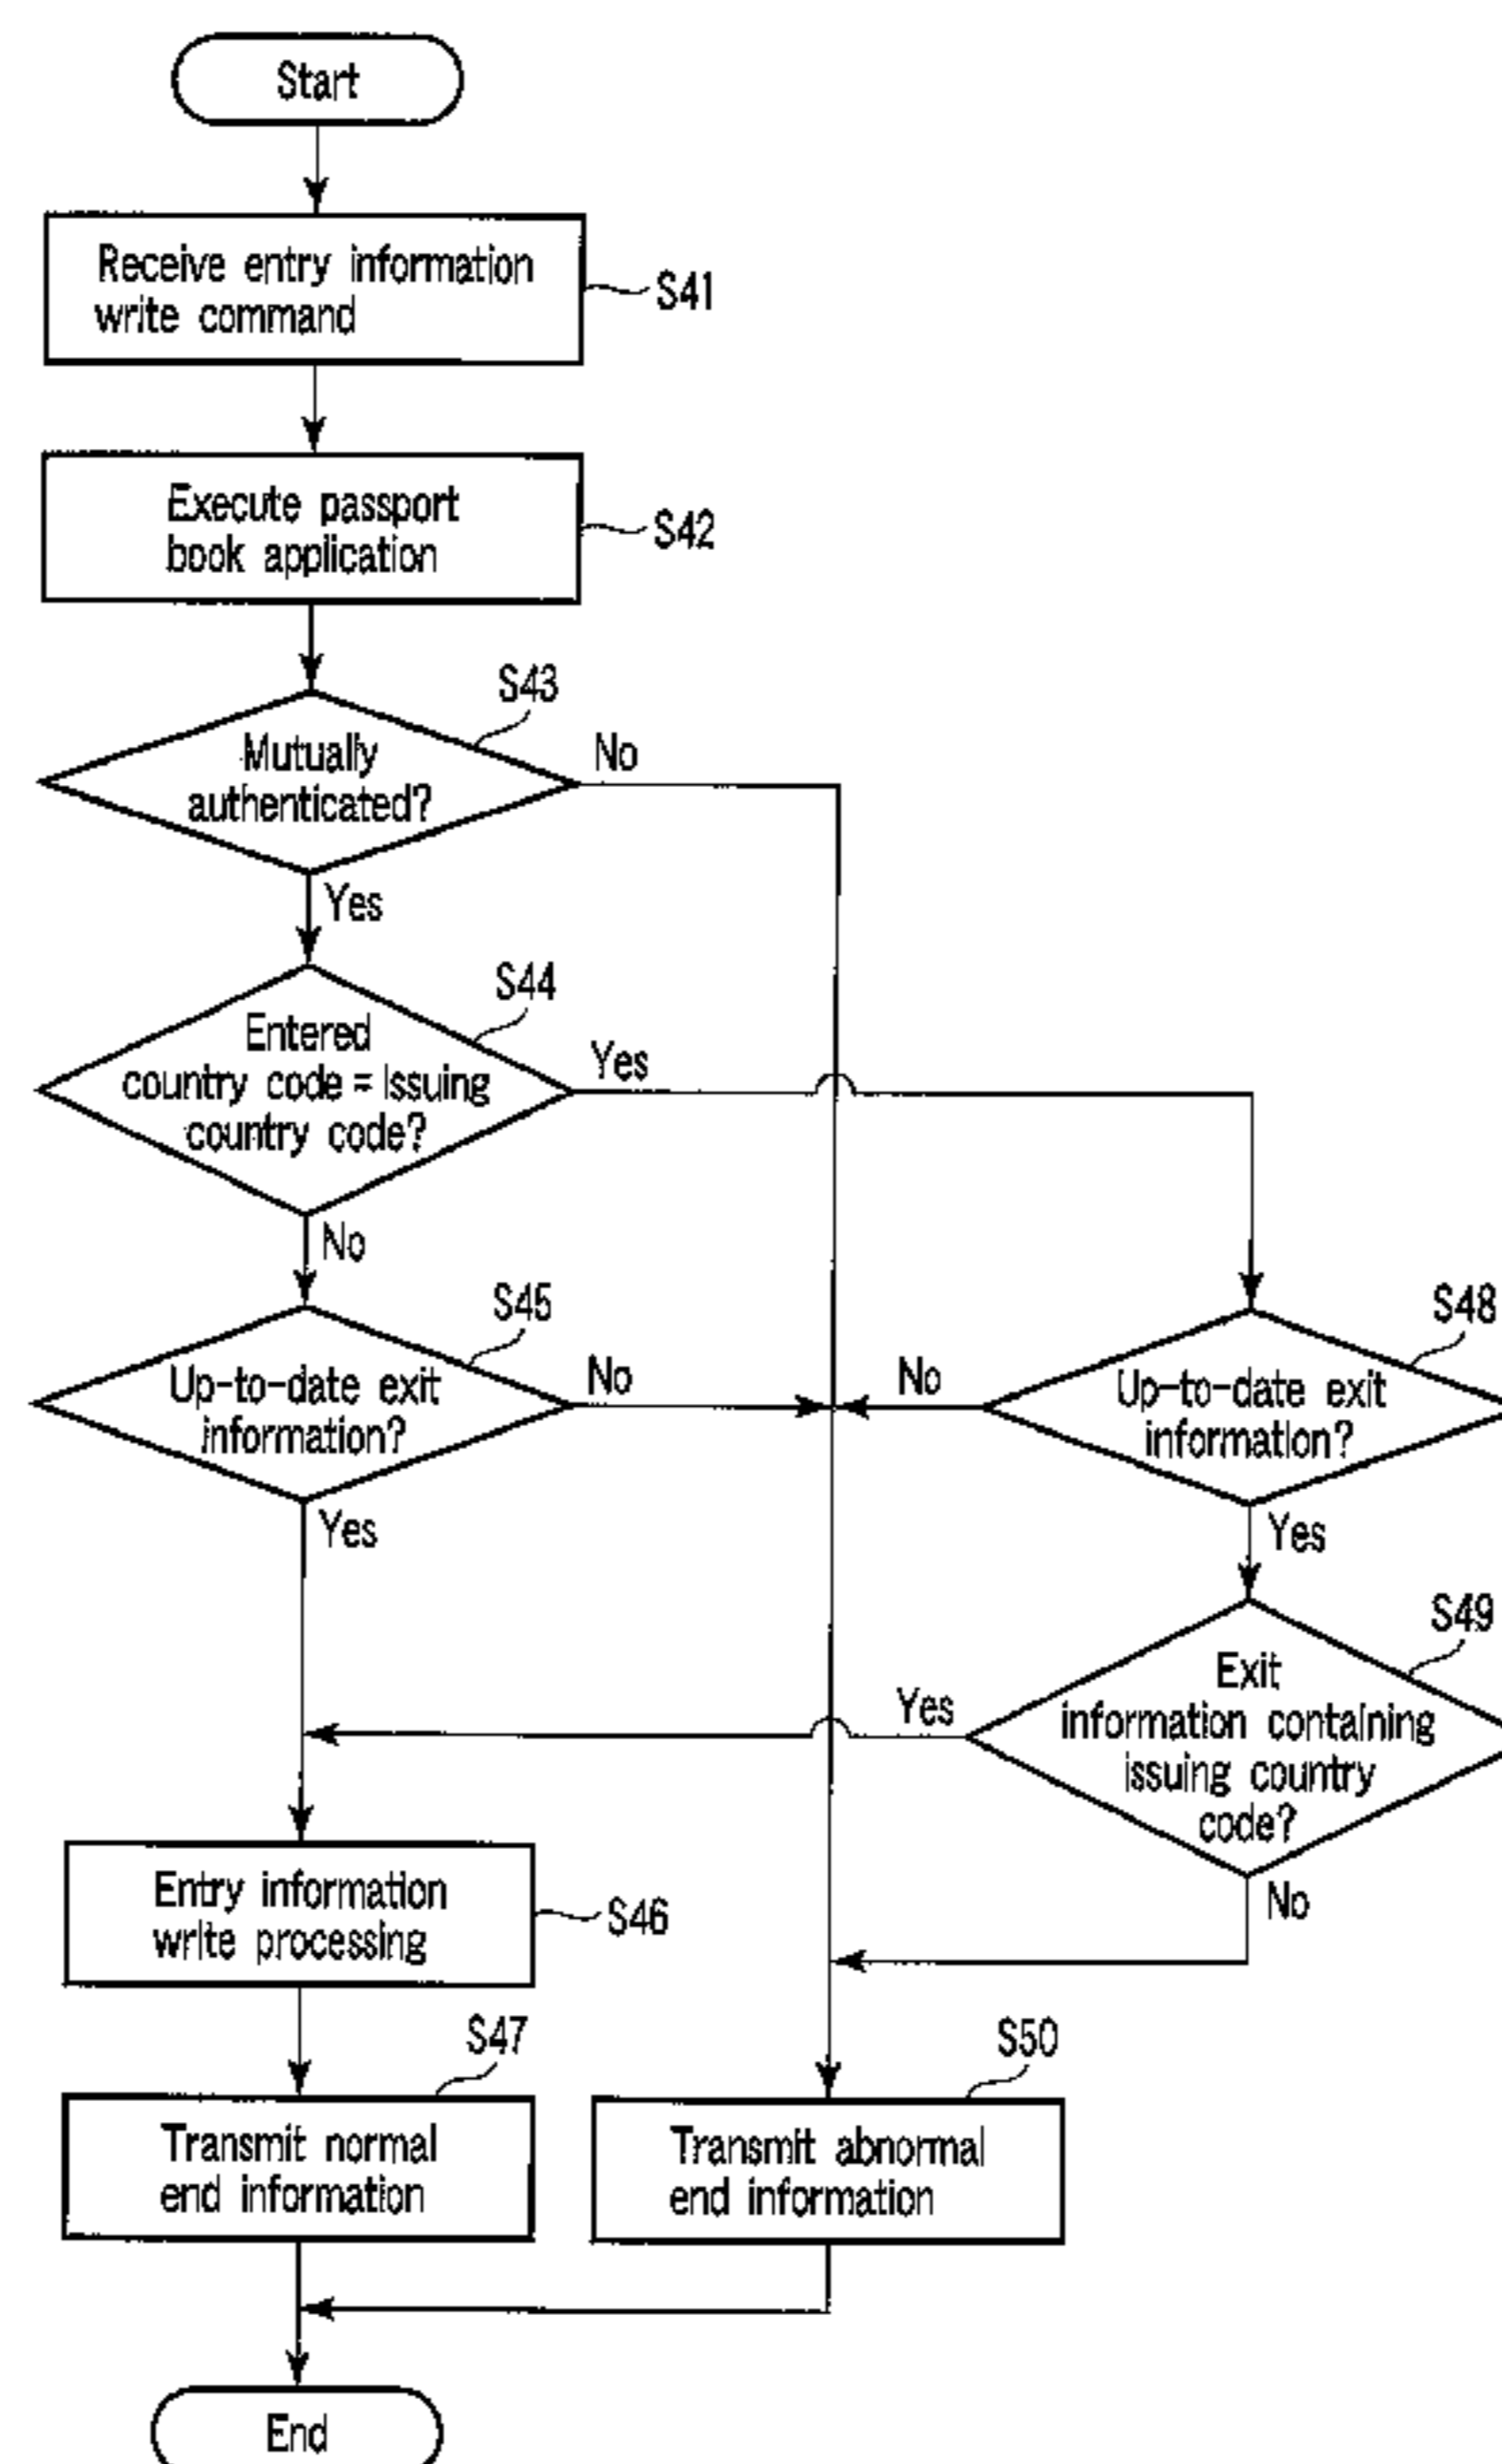 Start
Receive entry information
write command
S41
Execute passport
book application
S42
S43
Mutually
authenticated?
No
Yes
S44
Entered
country code = Issuing
country code?
Yes
No
S45
Up-to-date exit
information?
No
Yes
S48
Up-to-date exit
information?
No
Yes
S49
Exit
information containing
issuing country
code?
Yes
No
Entry information
write processing
S46
S47
Transmit normal
end information
S50
Transmit abnormal
end information
End